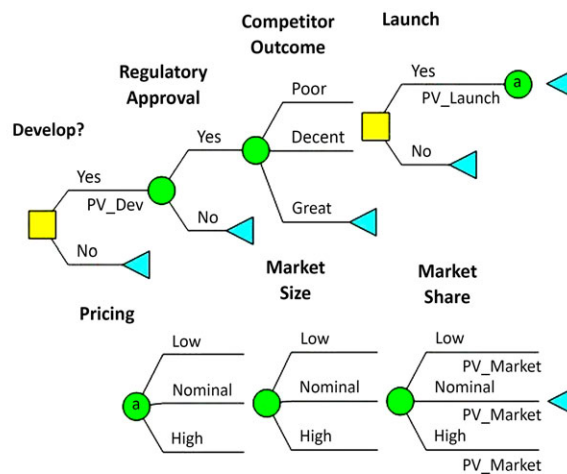 Competitor
Outcome
Launch
Regulatory
Approval
Develop?
Yes
PV_Dev
No
Yes
No
Poor
Decent
Great
Yes
PV_Launch
a
No
Pricing
Market
Size
Market
Share
a
Low
Nominal
High
Low
Nominal
High
Low
PV_Market
Nominal
PV_Market
High
PV_Market